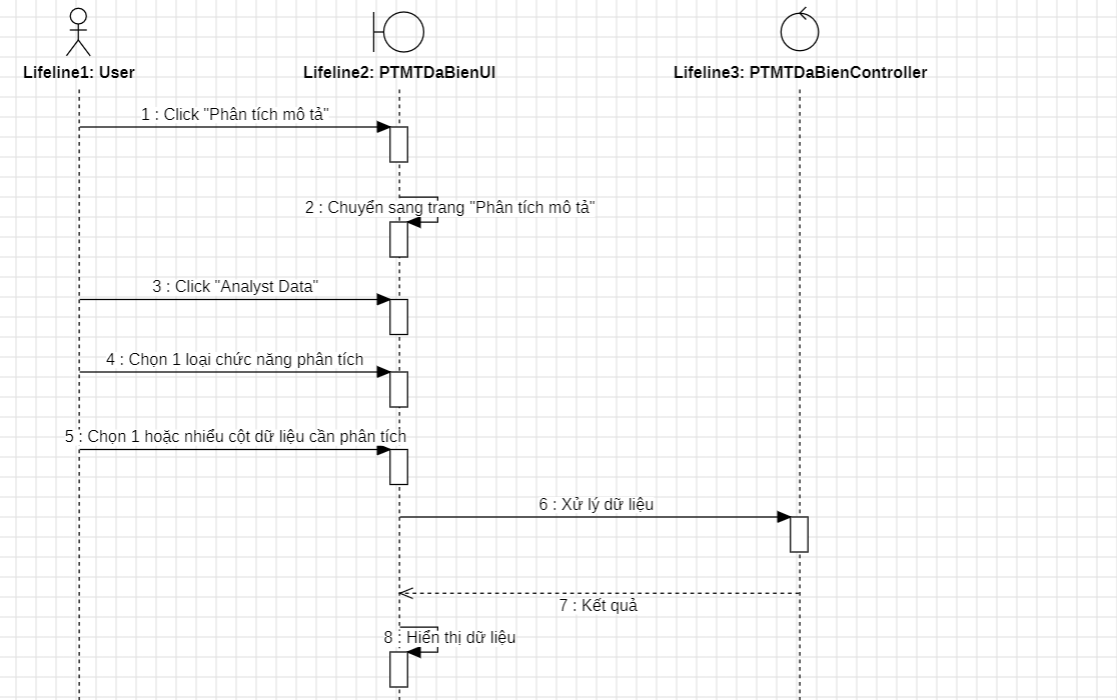 Lifeline1: User
Lifeline2: PTMTDaBienUI
Lifeline3: PTMTDaBienController
1 : Click "Phân tích mô tả"
2 : Chuyển sang trang "Phân tích mô tả"
3 : Click "Analyst Data"
4 : Chọn 1 loại chức năng phân tích
5 : Chọn 1 hoặc nhiều cột dữ liệu cần phân tích
6 : Xử lý dữ liệu
7 : Kết quả
8 : Hiển thị dữ liệu